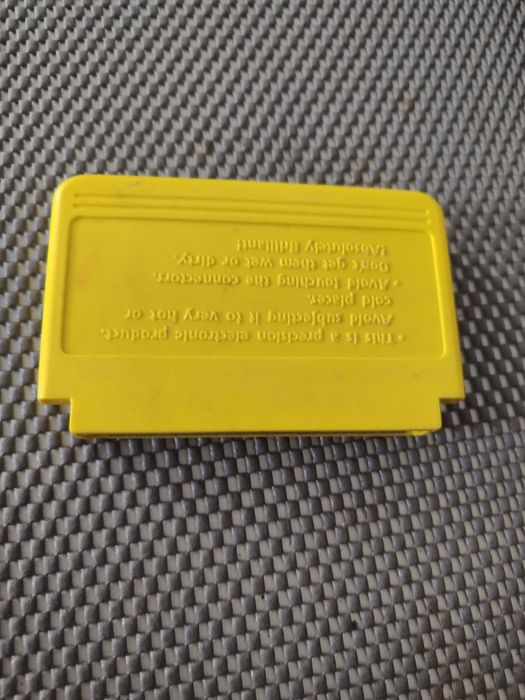 • This is a precision electronic product.
Avoid subjecting it to very hot or
cold places.
• Avoid touching the connectors.
Don't get them wet or dirty.
!Absolutely Brilliant!